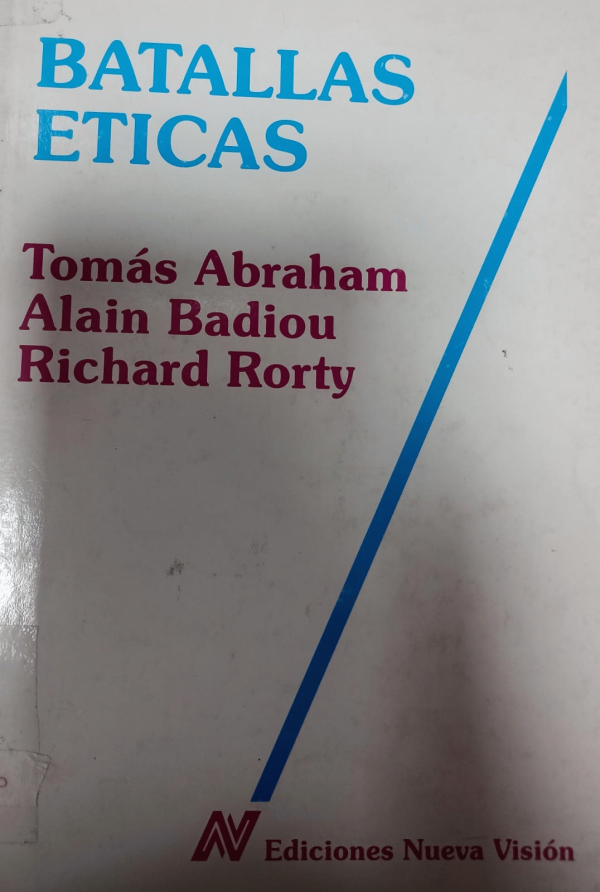 BATALLAS
ETICAS
Tomás Abraham
Alain Badiou
Richard Rorty
Ediciones Nueva Visión